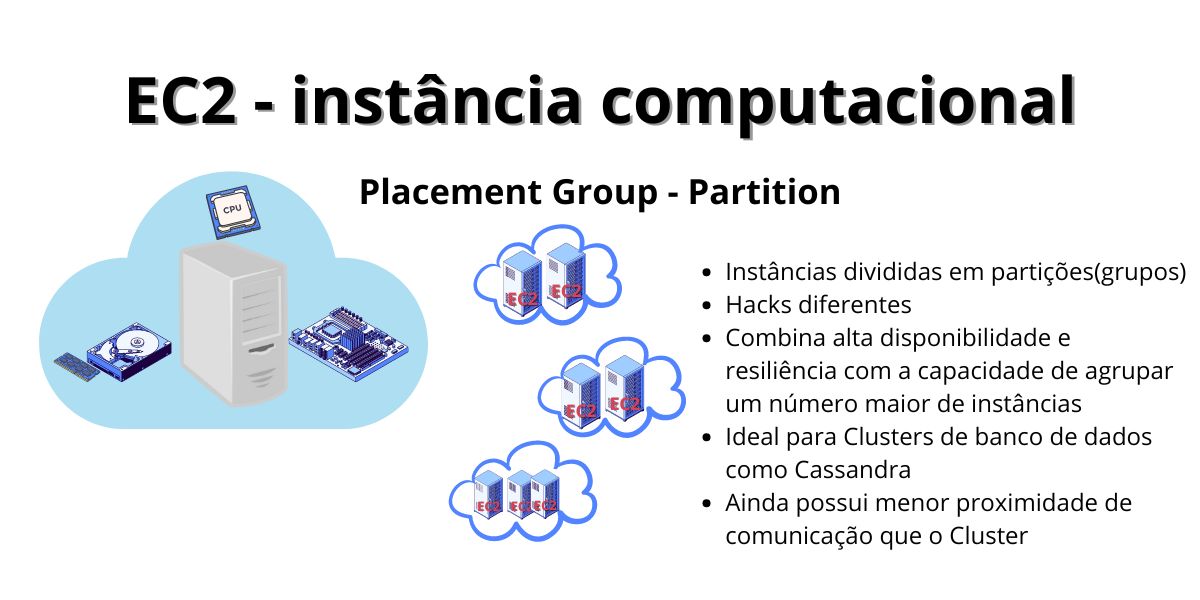 EC2 - instância computacional
Placement Group - Partition
CPU
EC2
EC2
EC2
EC2
EC2
EC2
EC2
• Instâncias divididas em partições(grupos)
• Hacks diferentes
• Combina alta disponibilidade e
resiliência com a capacidade de agrupar
um número maior de instâncias
• Ideal para Clusters de banco de dados
como Cassandra
• Ainda possui menor proximidade de
comunicação que o Cluster